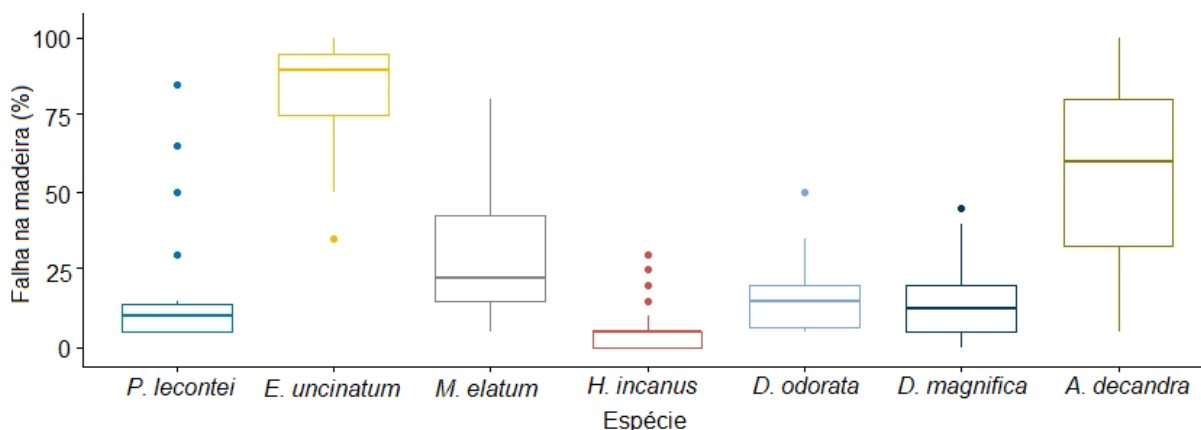 Falha na madeira (%)
100
75
50
25
0
P. lecontei E. uncinatum M. elatum H. incanus D. odorata D. magnifica A. decandra
Espécie